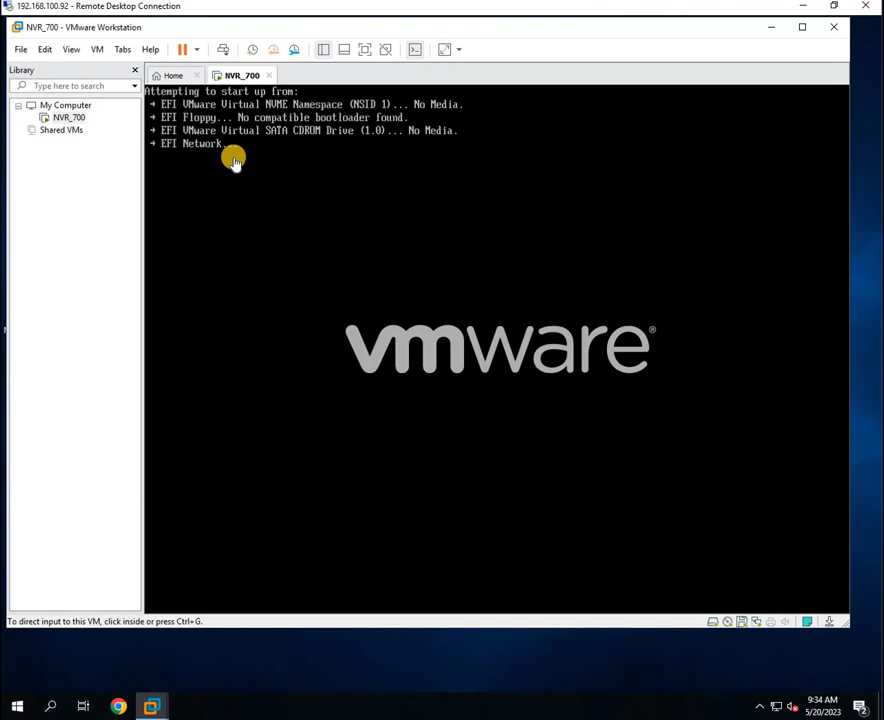 192.168.100.92 - Remote Desktop Connection
NVR_700 - VMware Workstation
File Edit View VM Tabs Help
Library
Type here to search
My Computer
NVR_700
Shared VMs
Home
NVR_700
Attempting to start up from:
→ EFI VMware Virtual NVME Namespace (NSID 1)... No Media.
→ EFI Floppy... No compatible bootloader found.
→ EFI VMware Virtual SATA CDROM Drive (1.0)... No Media.
→ EFI Network...
vmware®
To direct input to this VM, click inside or press Ctrl+G.
9:34 AM
5/20/2023
2